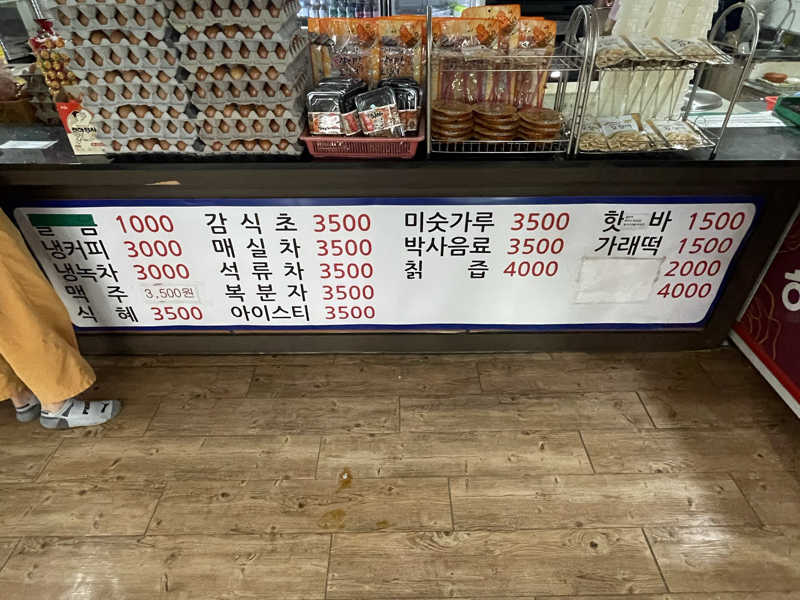 1000
냉커피 3000
냉녹차 3000
맥주 3,500원
식혜 3500
감식초 3500
매실차 3500
석류차 3500
복분자 3500
아이스티 3500
미숫가루 3500
박사음료 3500
칡즙 4000
핫바 1500
가래떡 1500
2000
4000